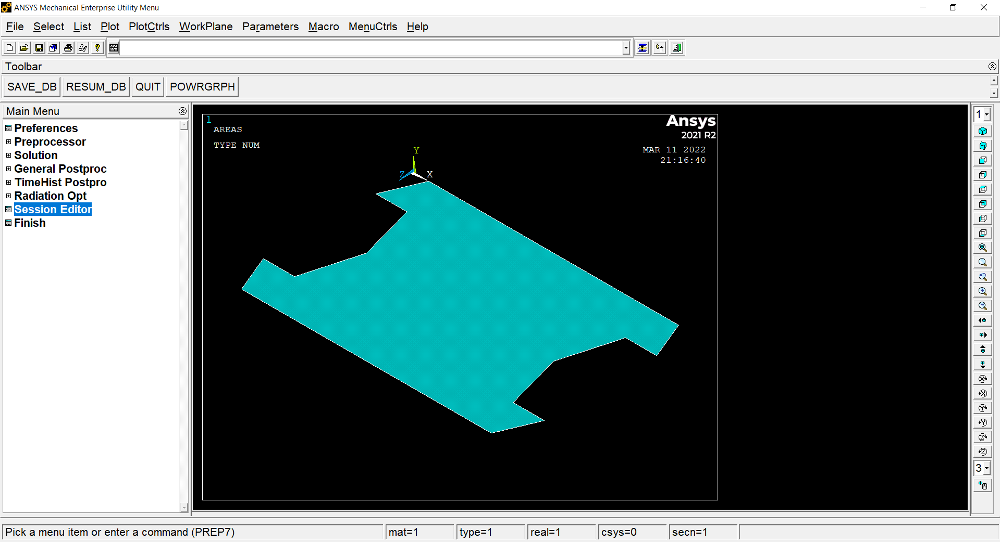 ANSYS Mechanical Enterprise Utility Menu
File Select List Plot PlotCtrls WorkPlane Parameters Macro MenuCtrls Help
Toolbar
SAVE_DB RESUM_DB QUIT POWRGRPH
Main Menu
Preferences
Preprocessor
Solution
General Postproc
TimeHist Postpro
Radiation Opt
Session Editor
Finish
1
AREAS
TYPE NUM
Ansys
2021 R2
MAR 11 2022
21:16:40
Y
Z X
1
X
X
Y
Y
Z
Z
3
Pick a menu item or enter a command (PREP7) mat=1 type=1 real=1 csys=0 secn=1